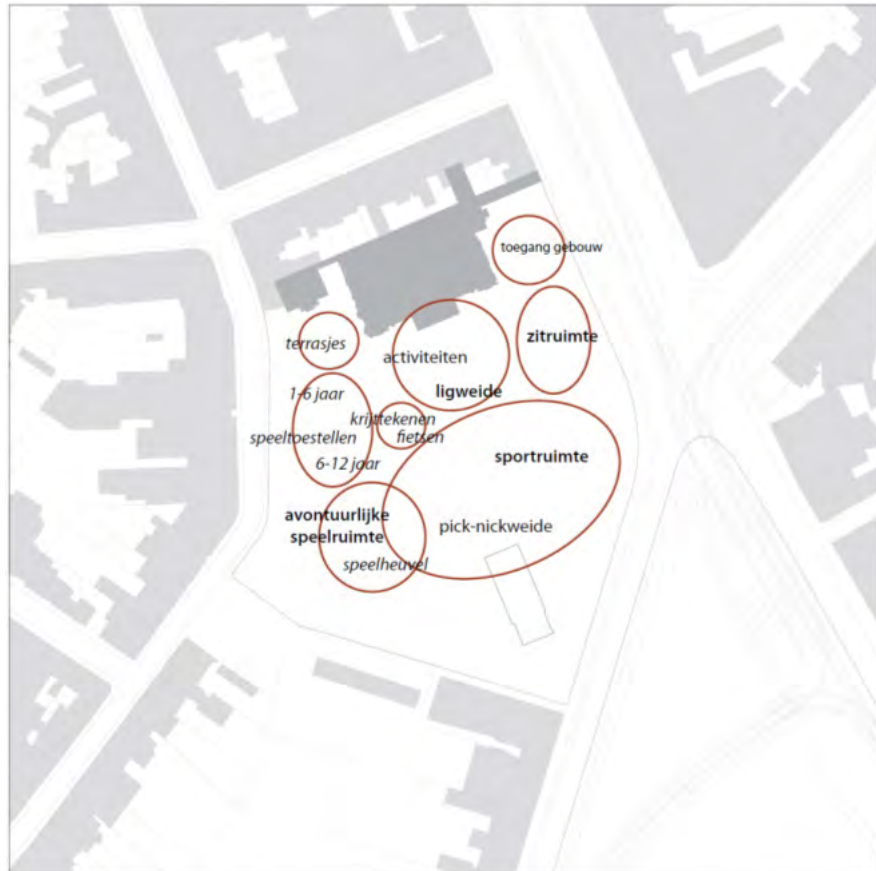 toegang gebouw
zitruimte
terrasjes
activiteiten
ligweide
1-6 jaar
krijttekenen
speeltoestellen
fietsen
6-12 jaar
sportruimte
avontuurlijke
speelruimte
pick-nickweide
speelheuvel